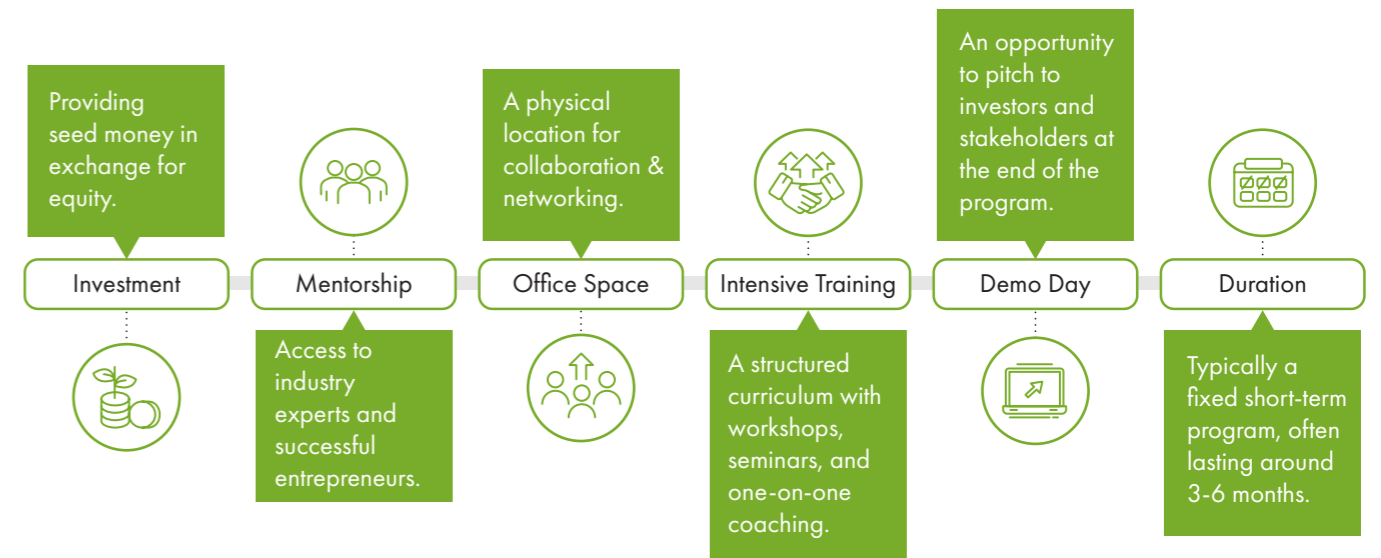 Providing
seed money in
exchange for
equity.
Investment
Mentorship
Access to
industry
experts and
successful
entrepreneurs.
A physical
location for
collaboration &
networking.
Office Space
Intensive Training
A structured
curriculum with
workshops,
seminars, and
one-on-one
coaching.
An opportunity
to pitch to
investors and
stakeholders at
the end of the
program.
Demo Day
Duration
Typically a
fixed short-term
program, often
lasting around
3-6 months.